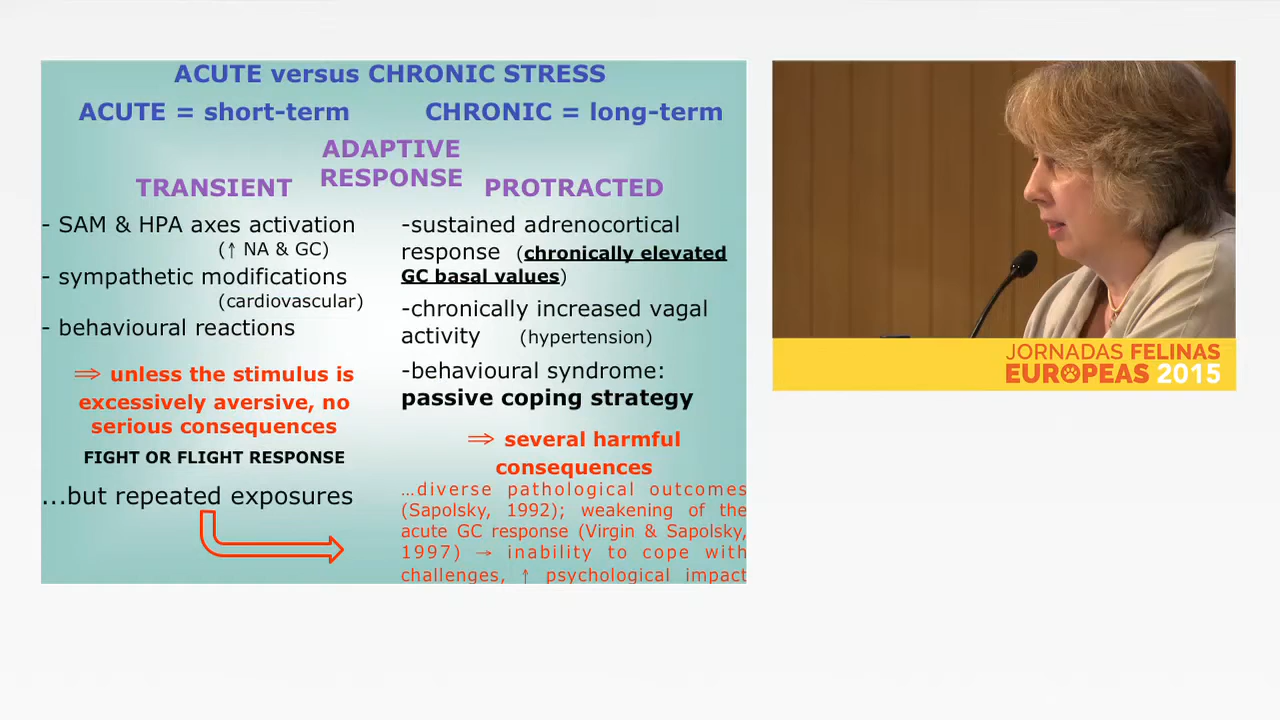 ACUTE versus CHRONIC STRESS
ACUTE = short-term
CHRONIC = long-term
ADAPTIVE
RESPONSE
TRANSIENT
PROTRACTED
- SAM & HPA axes activation
(↑ NA & GC)
- sympathetic modifications
(cardiovascular)
- behavioural reactions
⇒ unless the stimulus is
excessively aversive, no
serious consequences
FIGHT OR FLIGHT RESPONSE
...but repeated exposures
-sustained adrenocortical
response (chronically elevated
GC basal values)
-chronically increased vagal
activity (hypertension)
-behavioural syndrome:
passive coping strategy
⇒ several harmful
consequences
...diverse pathological outcomes
(Sapolsky, 1992); weakening of the
acute GC response (Virgin & Sapolsky,
1997) → inability to cope with
challenges, ↑ psychological impact
JORNADAS FELINAS
EUROPEAS 2015